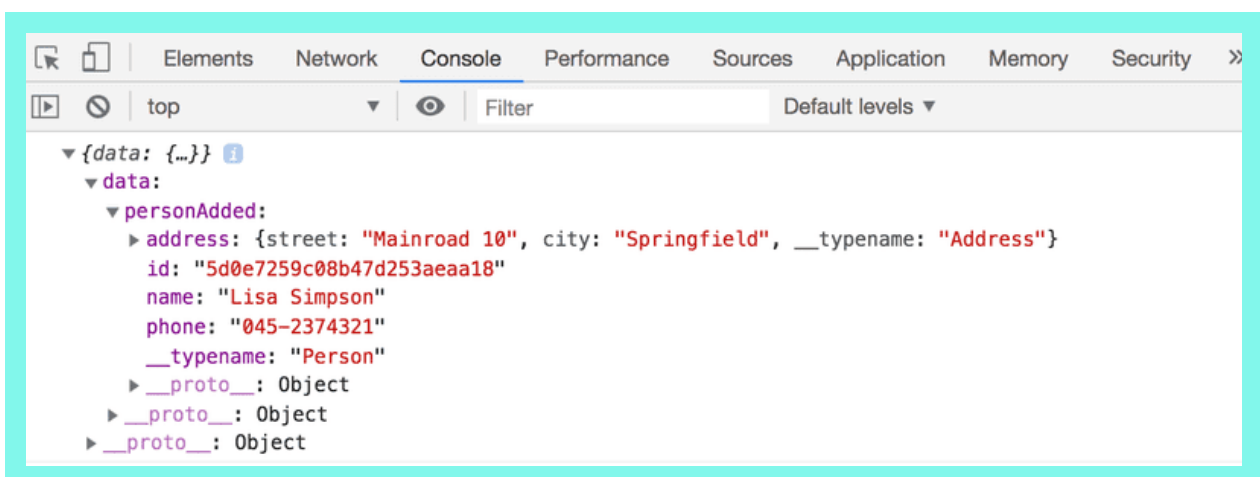 Elements Network Console Performance Sources Application Memory Security »
top ▼ Filter Default levels ▼
▼{data: {…}} i
▼data:
▼personAdded:
▶address: {street: "Mainroad 10", city: "Springfield", __typename: "Address"}
id: "5d0e7259c08b47d253aeaa18"
name: "Lisa Simpson"
phone: "045-2374321"
__typename: "Person"
▶__proto__: Object
▶__proto__: Object
▶__proto__: Object